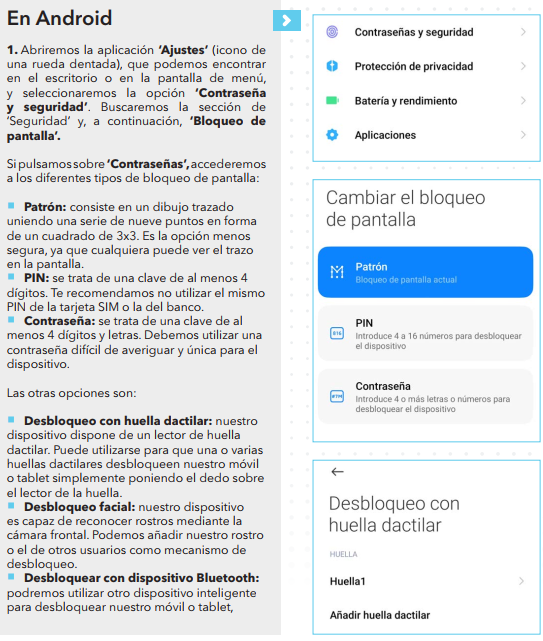 En Android
1. Abriremos la aplicación ‘Ajustes’ (icono de
una rueda dentada), que podemos encontrar
en el escritorio o en la pantalla de menú,
y seleccionaremos la opción ‘Contraseña
y seguridad’. Buscaremos la sección de
‘Seguridad’ y, a continuación, ‘Bloqueo de
pantalla’.
Si pulsamos sobre ‘Contraseñas’, accederemos
a los diferentes tipos de bloqueo de pantalla:
Patrón: consiste en un dibujo trazado
uniendo una serie de nueve puntos en forma
de un cuadrado de 3x3. Es la opción menos
segura, ya que cualquiera puede ver el trazo
en la pantalla.
PIN: se trata de una clave de al menos 4
dígitos. Te recomendamos no utilizar el mismo
PIN de la tarjeta SIM o la del banco.
Contraseña: se trata de una clave de al
menos 4 dígitos y letras. Debemos utilizar una
contraseña difícil de averiguar y única para el
dispositivo.
Las otras opciones son:
Desbloqueo con huella dactilar: nuestro
dispositivo dispone de un lector de huella
dactilar. Puede utilizarse para que una o varias
huellas dactilares desbloqueen nuestro móvil
o tablet simplemente poniendo el dedo sobre
el lector de la huella.
Desbloqueo facial: nuestro dispositivo
es capaz de reconocer rostros mediante la
cámara frontal. Podemos añadir nuestro rostro
o el de otros usuarios como mecanismo de
desbloqueo.
Desbloquear con dispositivo Bluetooth:
podremos utilizar otro dispositivo inteligente
para desbloquear nuestro móvil o tablet,
Contraseñas y seguridad
Protección de privacidad
Batería y rendimiento
Aplicaciones
Cambiar el bloqueo
de pantalla
Patrón
Bloqueo de pantalla actual
PIN
Introduce 4 a 16 números para desbloquear
el dispositivo
Contraseña
Introduce 4 o más letras o números para
desbloquear el dispositivo
Desbloqueo con
huella dactilar
HUELLA
Huella1
Añadir huella dactilar